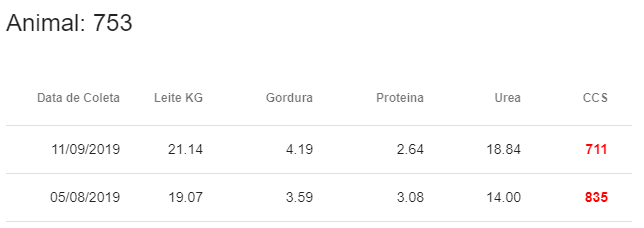 Animal: 753
Data de Coleta Leite KG Gordura Proteina Urea CCS
11/09/2019 21.14 4.19 2.64 18.84 711
05/08/2019 19.07 3.59 3.08 14.00 835